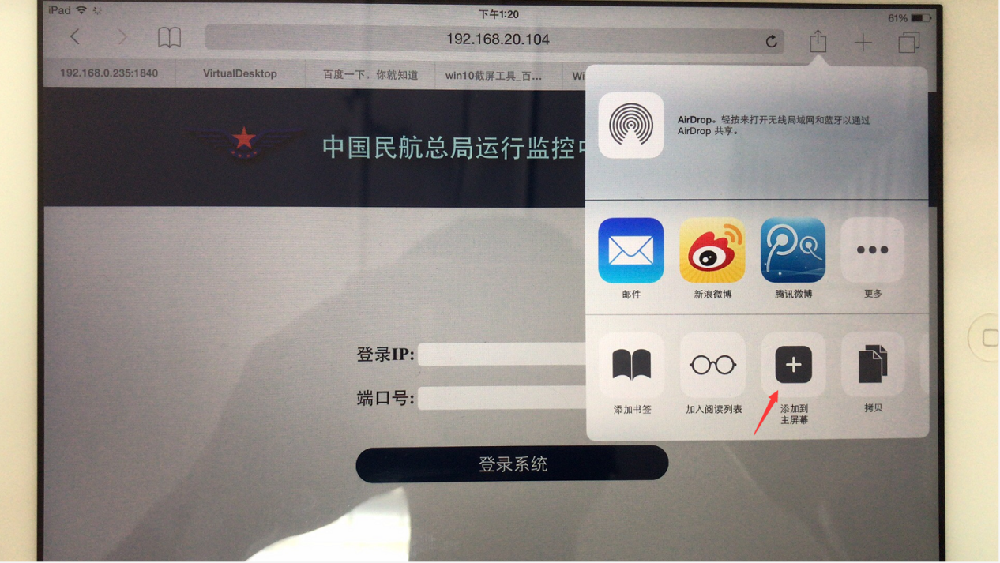 iPad
下午1:20
61%
192.168.20.104
192.168.0.235:1840
VirtualDesktop
百度一下，你就知道
win10截屏工具_百...
Wi
中国民航总局运行监控
AirDrop。轻按来打开无线局域网和蓝牙以通过
AirDrop 共享。
邮件
新浪微博
腾讯微博
更多
登录IP:
端口号:
添加书签
加入阅读列表
添加到
主屏幕
拷贝
登录系统